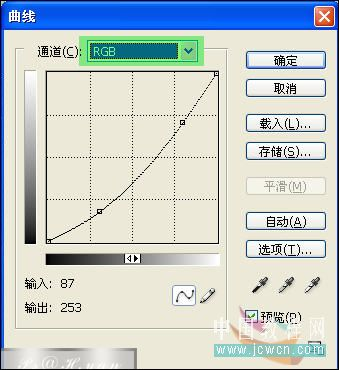 曲线
通道(C): RGB
确定
取消
载入(L)...
存储(S)...
平滑(M)
自动(A)
选项(T)...
输入: 87
输出: 253
预览(P)
中国教程网
www.jcwcn.com